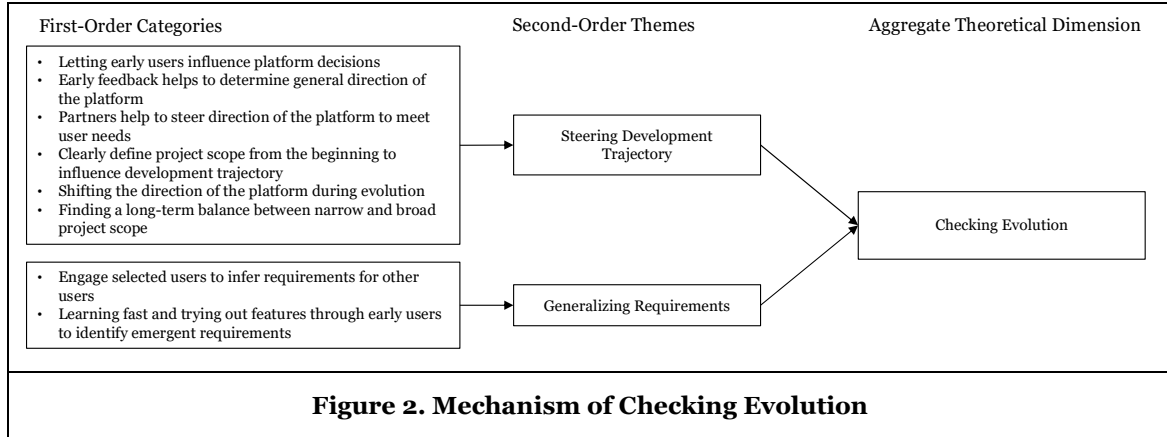 First-Order Categories
Second-Order Themes
Aggregate Theoretical Dimension
• Letting early users influence platform decisions
• Early feedback helps to determine general direction of
the platform
• Partners help to steer direction of the platform to meet
user needs
• Clearly define project scope from the beginning to
influence development trajectory
• Shifting the direction of the platform during evolution
• Finding a long-term balance between narrow and broad
project scope
Steering Development
Trajectory
Checking Evolution
• Engage selected users to infer requirements for other
users
• Learning fast and trying out features through early users
to identify emergent requirements
Generalizing Requirements
Figure 2. Mechanism of Checking Evolution